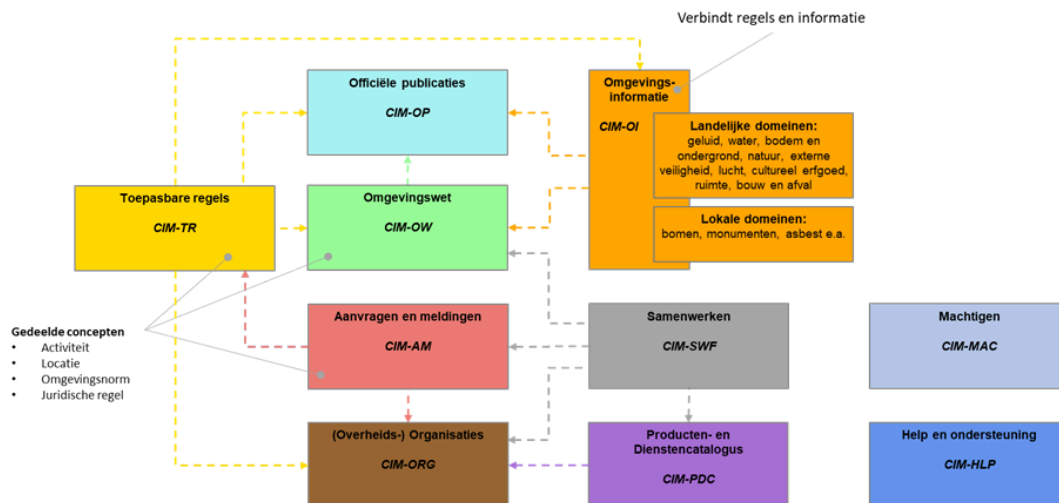 Verbindt regels en informatie
Officiële publicaties
CIM-OP
Omgevings-
informatie
CIM-OI
Landelijke domeinen:
geluid, water, bodem en
ondergrond, natuur, externe
veiligheid, lucht, cultureel erfgoed,
ruimte, bouw en afval
Lokale domeinen:
bomen, monumenten, asbest e.a.
Toepasbare regels
CIM-TR
Omgevingswet
CIM-OW
Gedeelde concepten
• Activiteit
• Locatie
• Omgevingsnorm
• Juridische regel
Aanvragen en meldingen
CIM-AM
Samenwerken
CIM-SWF
Machtigen
CIM-MAC
(Overheids-) Organisaties
CIM-ORG
Producten- en
Dienstencatalogus
CIM-PDC
Help en ondersteuning
CIM-HLP